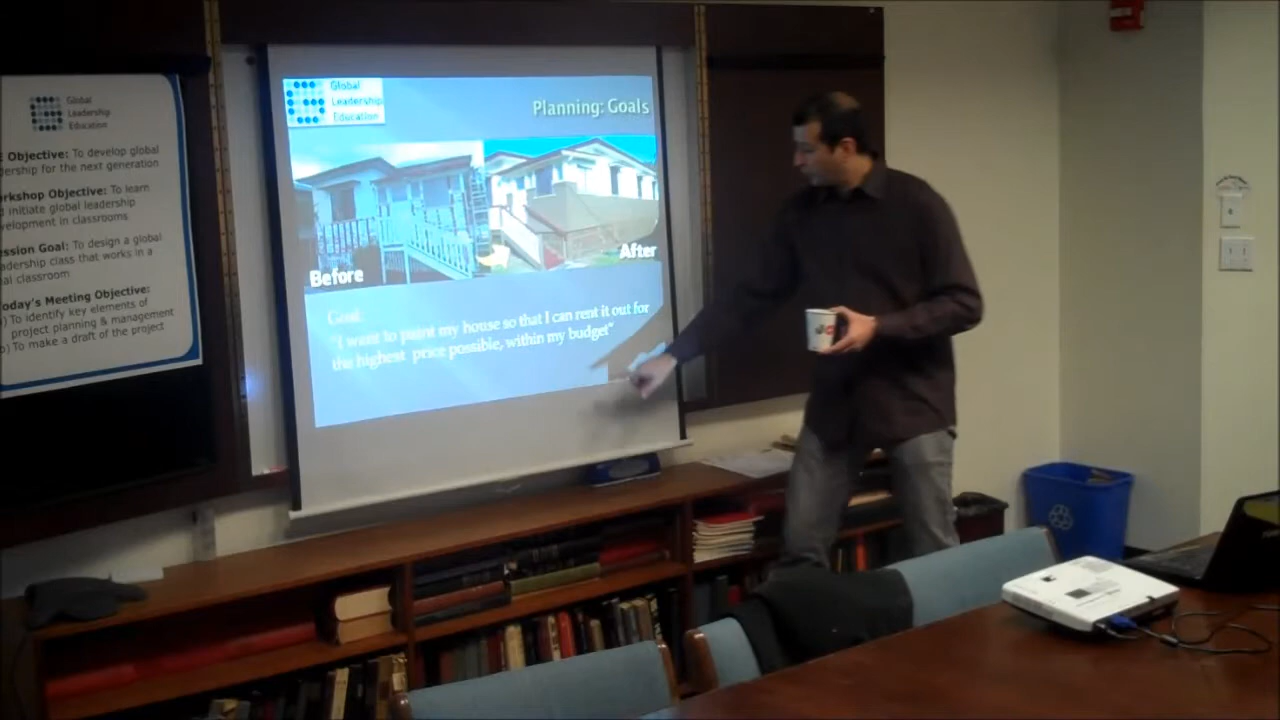 Global
Leadership
Education
Objective: To develop global
dership for the next generation
orkshop Objective: To learn
d initiate global leadership
velopment in classrooms
ession Goal: To design a global
adership class that works in a
al classroom
oday's Meeting Objective:
) To identify key elements of
project planning & management
b) To make a draft of the project
Global
Leadership
Education
Planning: Goals
Before
After
Goal:
"I want to paint my house so that I can rent it out for
the highest price possible, within my budget"